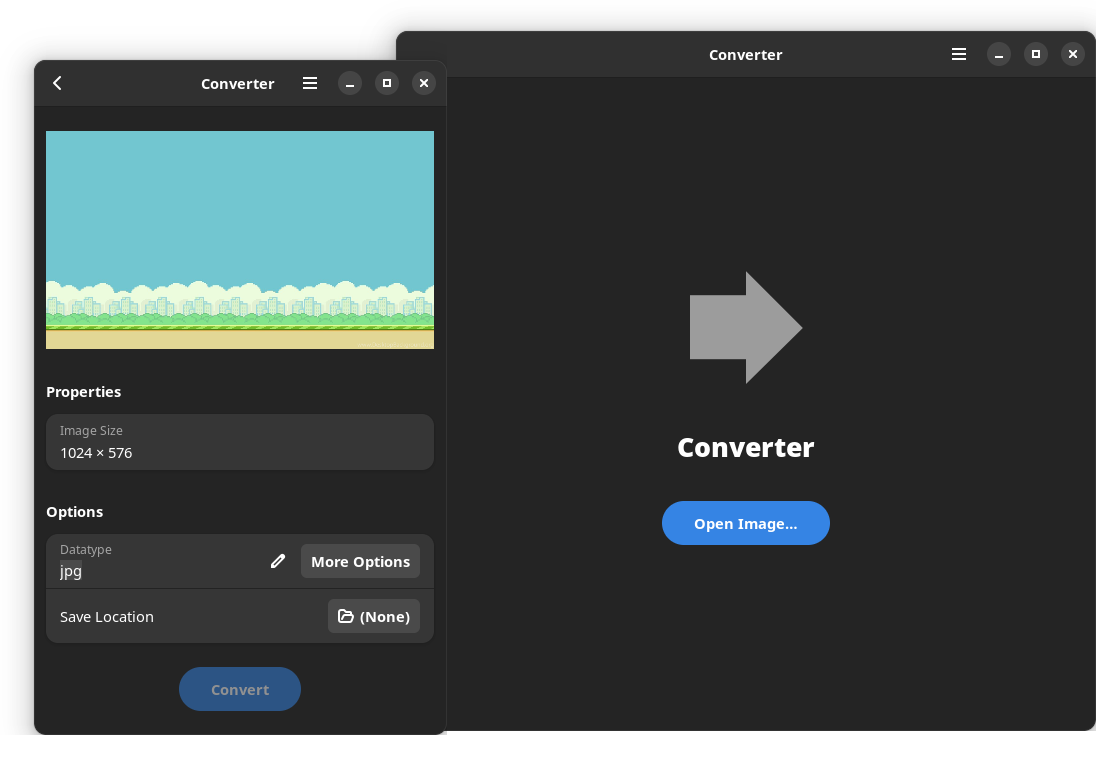 Converter
Properties
Image Size
1024 × 576
Options
Datatype
jpg
More Options
Save Location
(None)
Convert
Converter
Converter
Open Image...